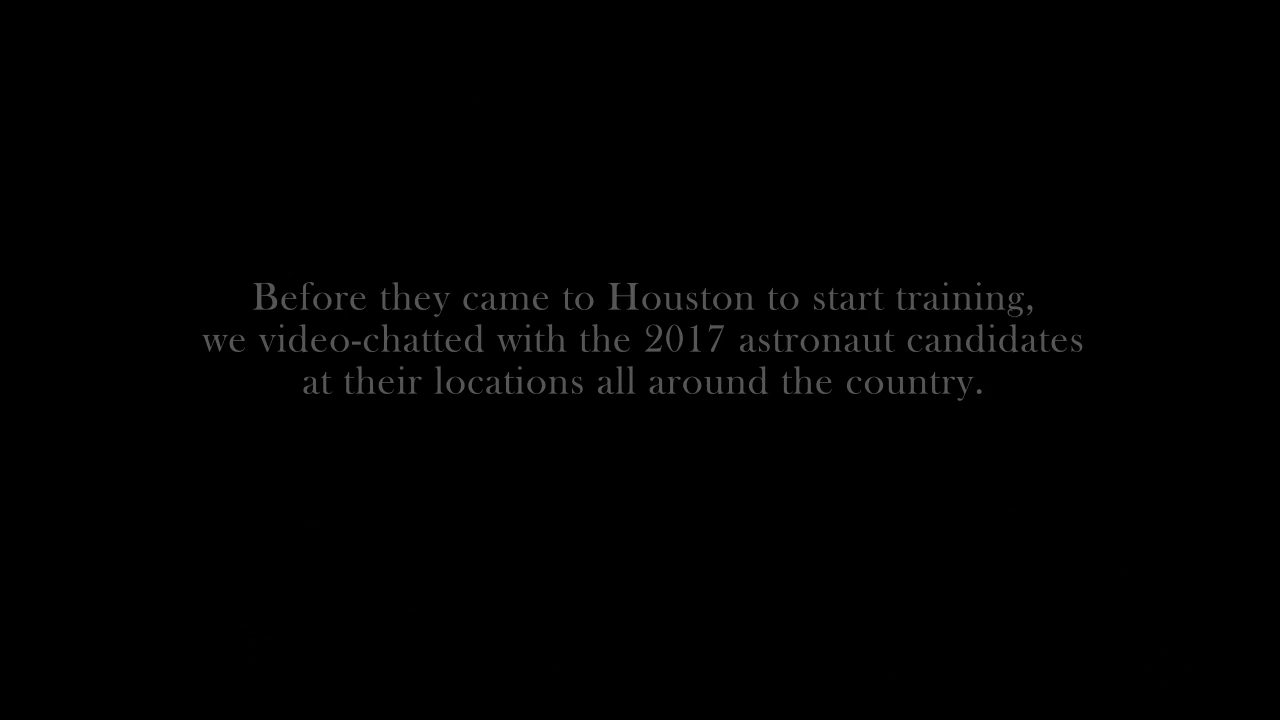 Before they came to Houston to start training,
we video-chatted with the 2017 astronaut candidates
at their locations all around the country.